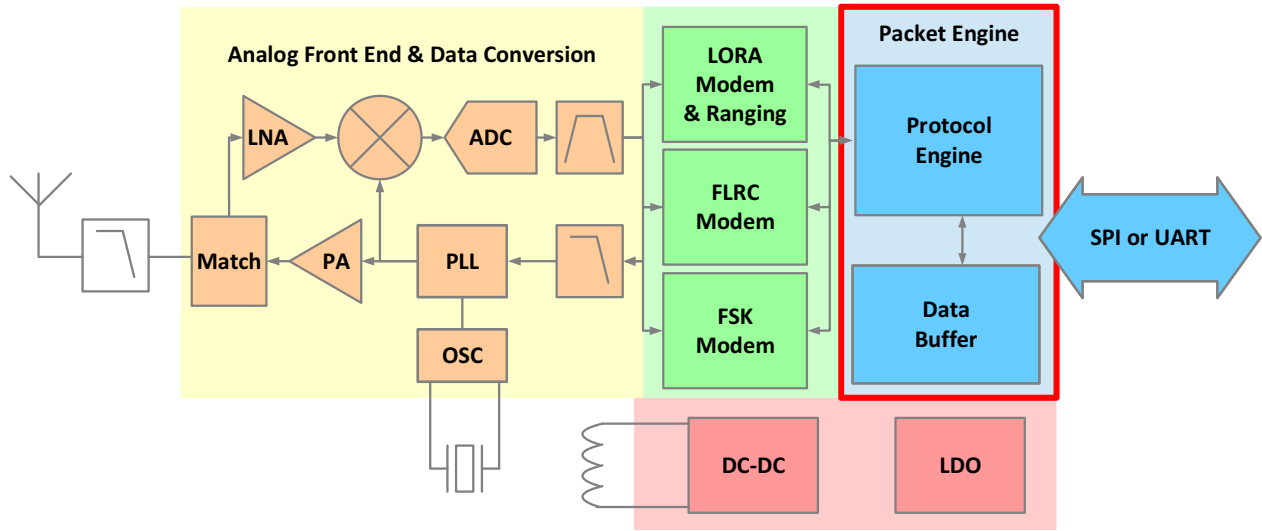 Analog Front End & Data Conversion
LNA
ADC
Match
PA
PLL
OSC
LORA
Modem
& Ranging
FLRC
Modem
FSK
Modem
Packet Engine
Protocol
Engine
Data
Buffer
SPI or UART
DC-DC
LDO